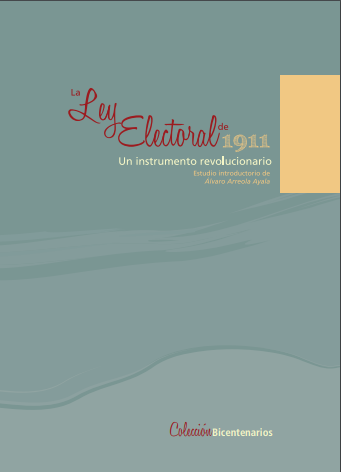 La
Ley
Electoral de
1911
Un instrumento revolucionario
Estudio introductorio de
Álvaro Arreola Ayala
Colección Bicentenarios